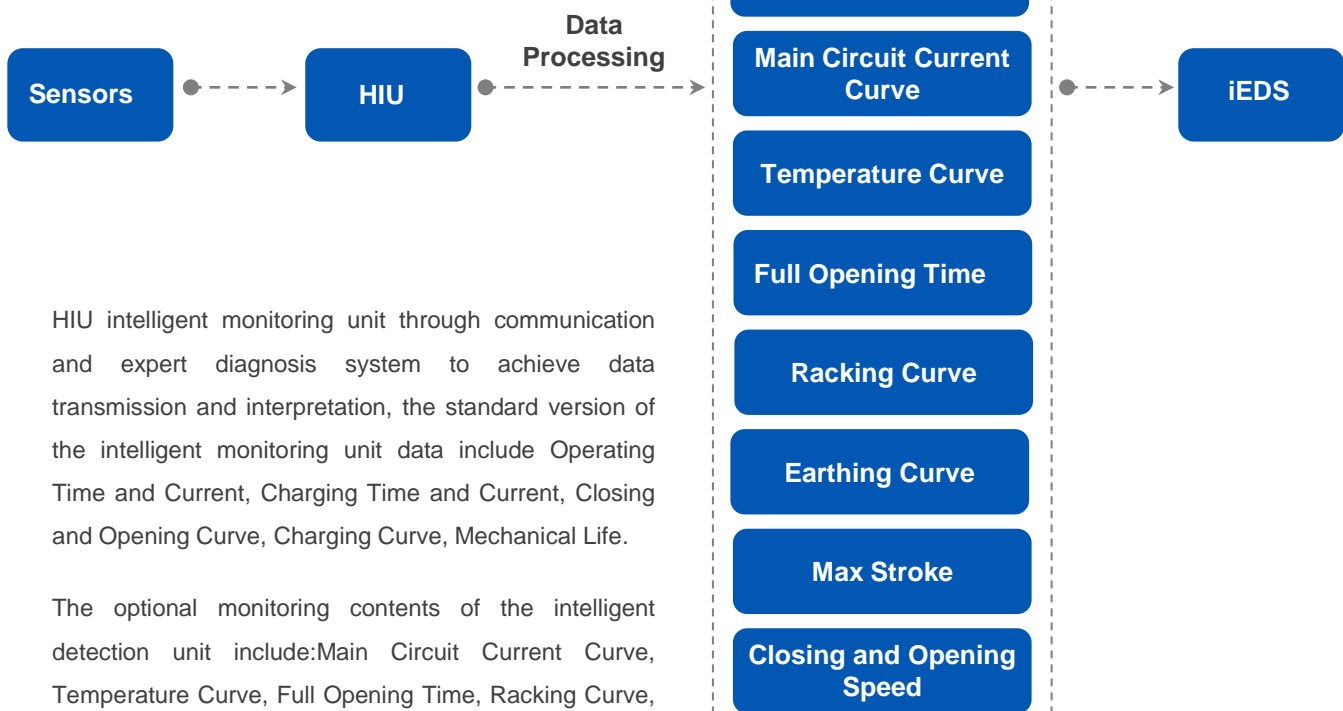 Data
Processing
Sensors
HIU
Main Circuit Current
Curve
iEDS
Temperature Curve
Full Opening Time
Racking Curve
Earthing Curve
Max Stroke
Closing and Opening
Speed
HIU intelligent monitoring unit through communication
and expert diagnosis system to achieve data
transmission and interpretation, the standard version of
the intelligent monitoring unit data include Operating
Time and Current, Charging Time and Current, Closing
and Opening Curve, Charging Curve, Mechanical Life.
The optional monitoring contents of the intelligent
detection unit include:Main Circuit Current Curve,
Temperature Curve, Full Opening Time, Racking Curve,